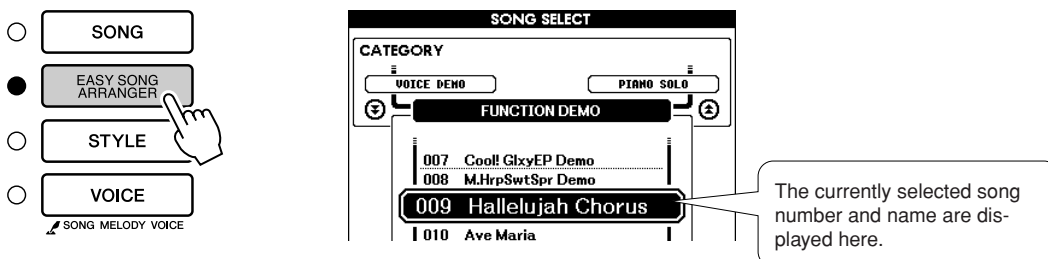 SONG
EASY SONG
ARRANGER
STYLE
VOICE
SONG MELODY VOICE
SONG SELECT
CATEGORY
VOICE DEMO
PIANO SOLO
FUNCTION DEMO
007 Cool! GlxyEP Demo
008 M.HrpSwtSpr Demo
009 Hallelujah Chorus
010 Ave Maria
The currently selected song
number and name are dis-
played here.